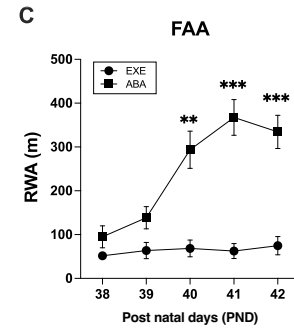 C
FAA
500
400
300
200
100
0
RWA (m)
EXE
ABA
**
***
***
38 39 40 41 42
Post natal days (PND)